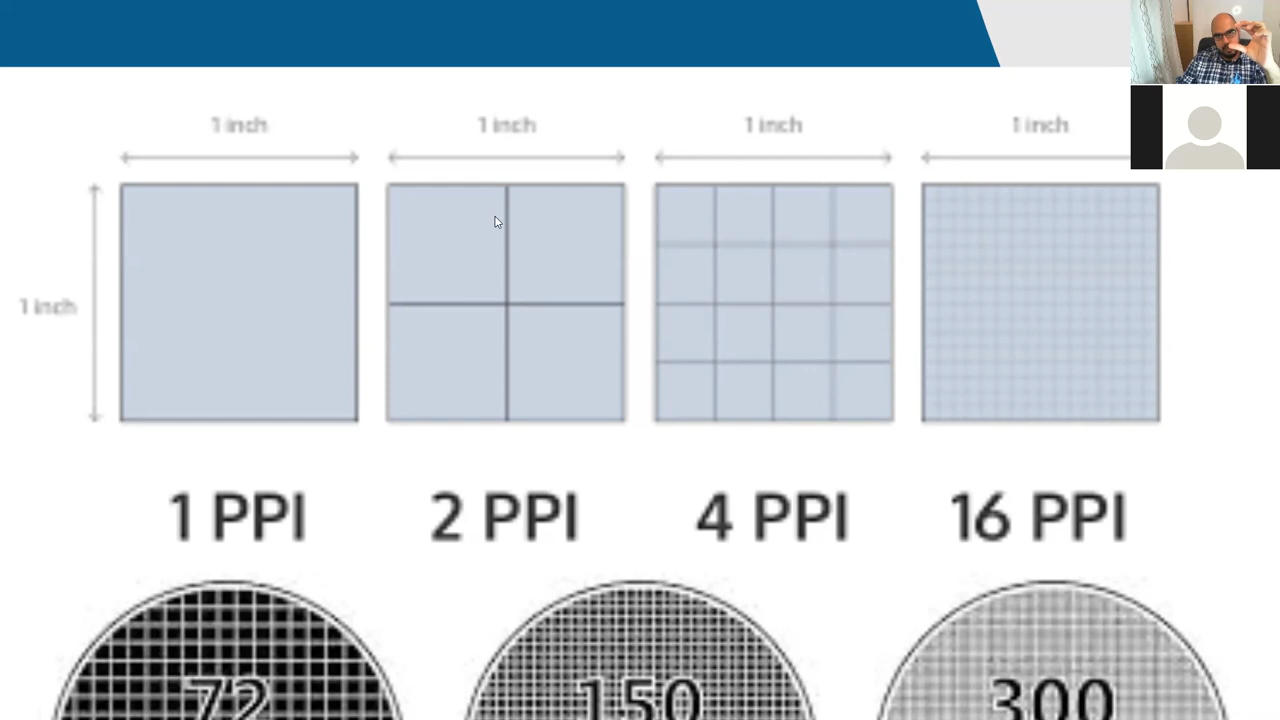 1 inch 1 inch 1 inch 1 inch
1 inch
1 PPI 2 PPI 4 PPI 16 PPI
72 150 300